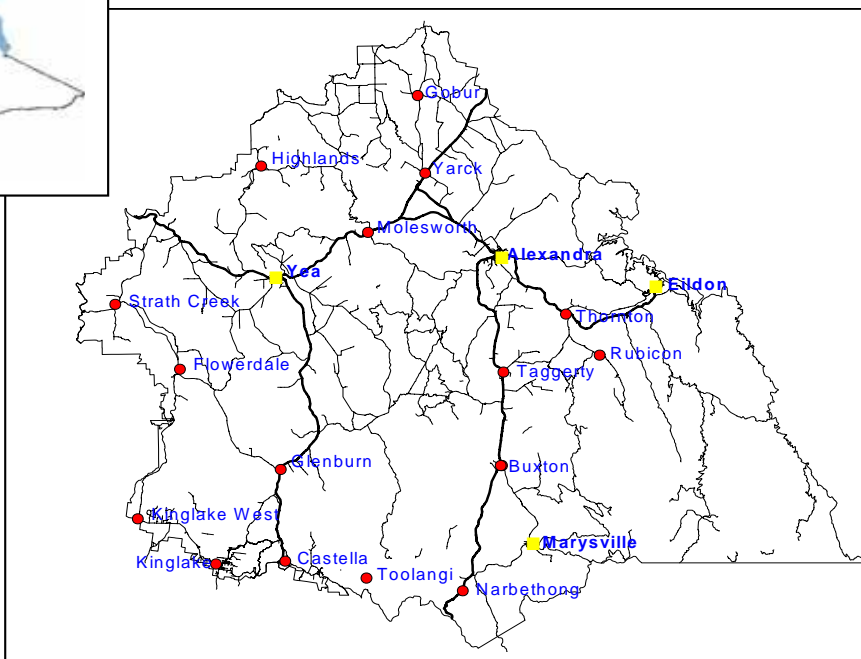 Gobur
Highlands
Yarck
Molesworth
Alexandra
Yea
Eildon
Strath Creek
Thornton
Rubicon
Flowerdale
Taggerty
Glenburn
Buxton
Kinglake West
Marysville
Kinglake
Castella
Toolangi
Narbethong